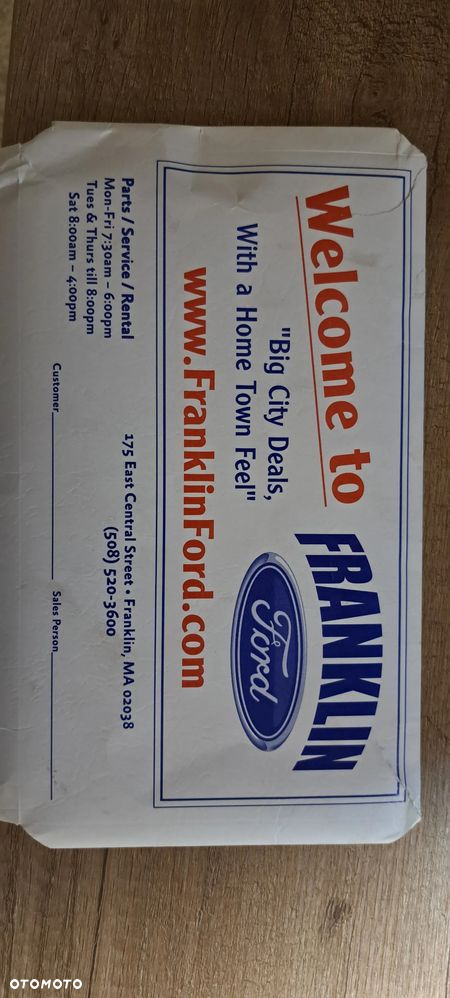 Welcome to
FRANKLIN
Ford
"Big City Deals,
With a Home Town Feel"
www.FranklinFord.com
Parts / Service / Rental
Mon-Fri 7:30am – 6:00pm
Tues & Thurs till 8:00pm
Sat 8:00am – 4:00pm
175 East Central Street • Franklin, MA 02038
(508) 520-3600
Customer
Sales Person
OTOMOTO